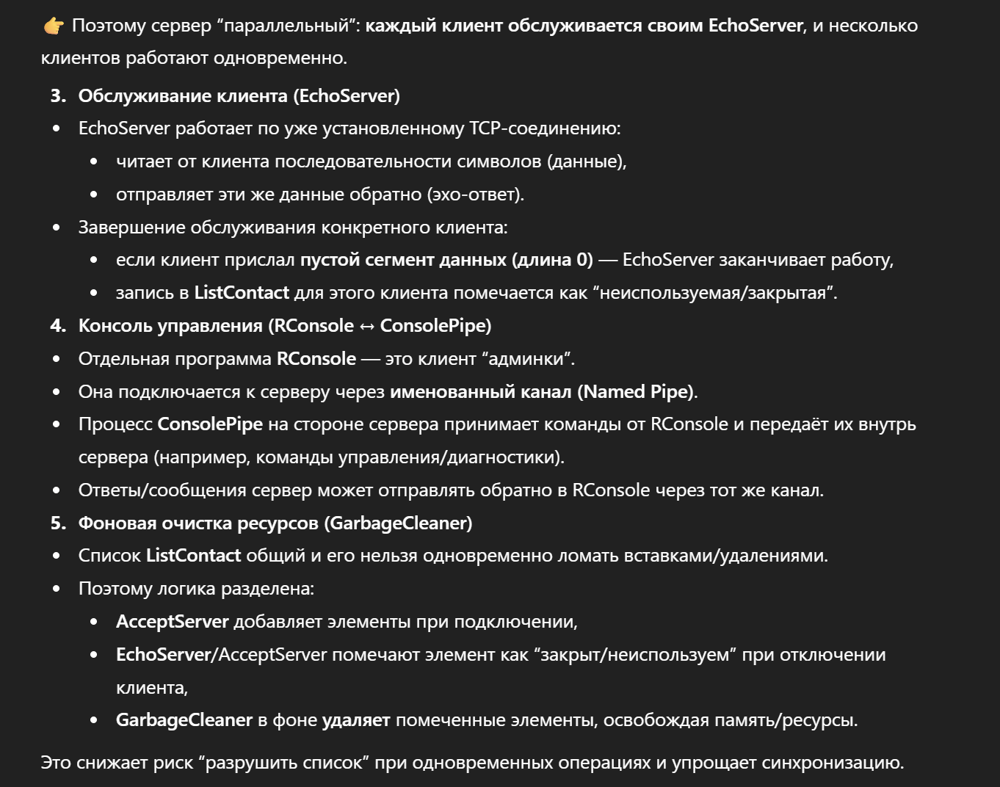 👉 Поэтому сервер “параллельный”: каждый клиент обслуживается своим EchoServer, и несколько
клиентов работают одновременно.
3. Обслуживание клиента (EchoServer)
• EchoServer работает по уже установленному TCP-соединению:
• читает от клиента последовательности символов (данные),
• отправляет эти же данные обратно (эхо-ответ).
• Завершение обслуживания конкретного клиента:
• если клиент прислал пустой сегмент данных (длина 0) — EchoServer заканчивает работу,
• запись в ListContact для этого клиента помечается как “неиспользуемая/закрытая”.
4. Консоль управления (RConsole ↔ ConsolePipe)
• Отдельная программа RConsole — это клиент “админки”.
• Она подключается к серверу через именованный канал (Named Pipe).
• Процесс ConsolePipe на стороне сервера принимает команды от RConsole и передаёт их внутрь
сервера (например, команды управления/диагностики).
• Ответы/сообщения сервер может отправлять обратно в RConsole через тот же канал.
5. Фоновая очистка ресурсов (GarbageCleaner)
• Список ListContact общий и его нельзя одновременно ломать вставками/удалениями.
• Поэтому логика разделена:
• AcceptServer добавляет элементы при подключении,
• EchoServer/AcceptServer помечают элемент как “закрыт/неиспользуем” при отключении
клиента,
• GarbageCleaner в фоне удаляет помеченные элементы, освобождая память/ресурсы.
Это снижает риск “разрушить список” при одновременных операциях и упрощает синхронизацию.